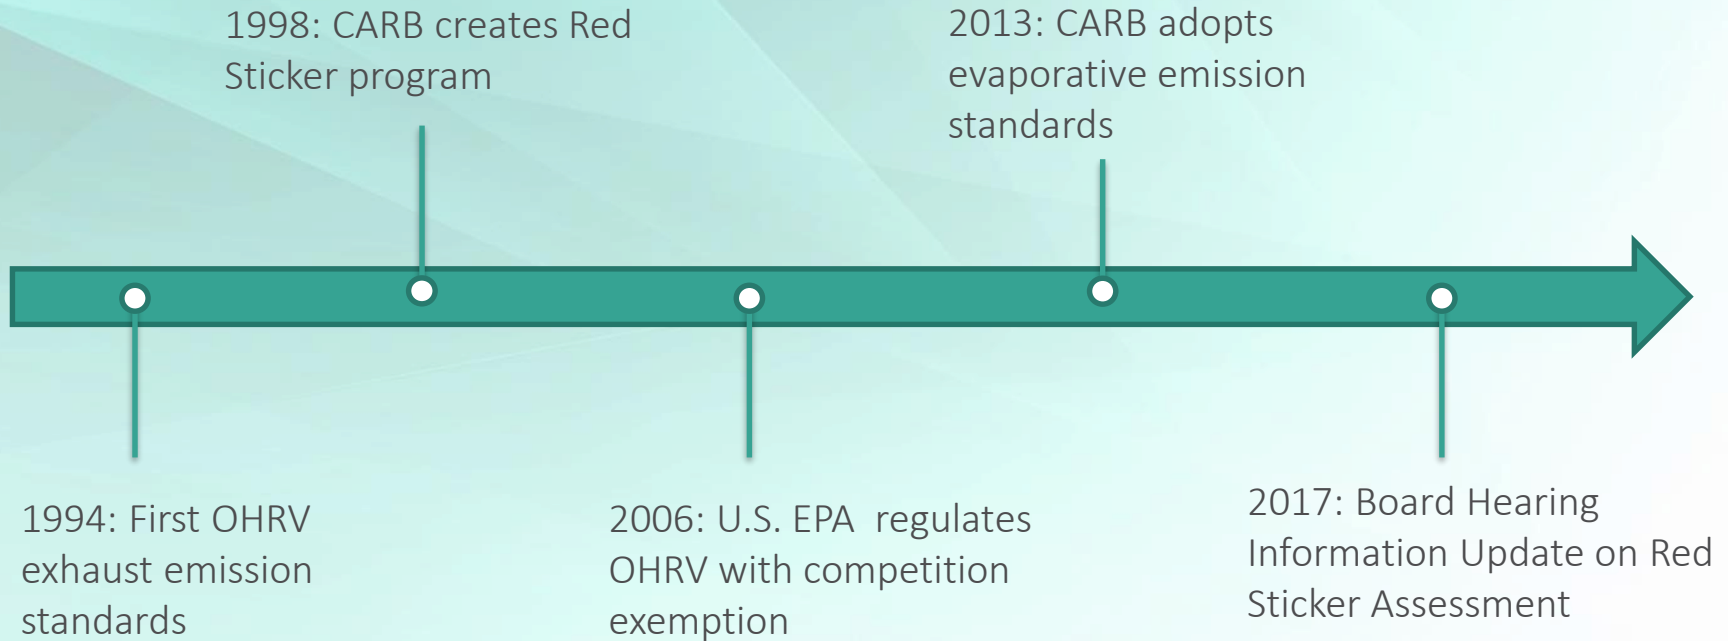 1998: CARB creates Red
Sticker program
2013: CARB adopts
evaporative emission
standards
1994: First OHRV
exhaust emission
standards
2006: U.S. EPA  regulates
OHRV with competition
exemption
2017: Board Hearing
Information Update on Red
Sticker Assessment